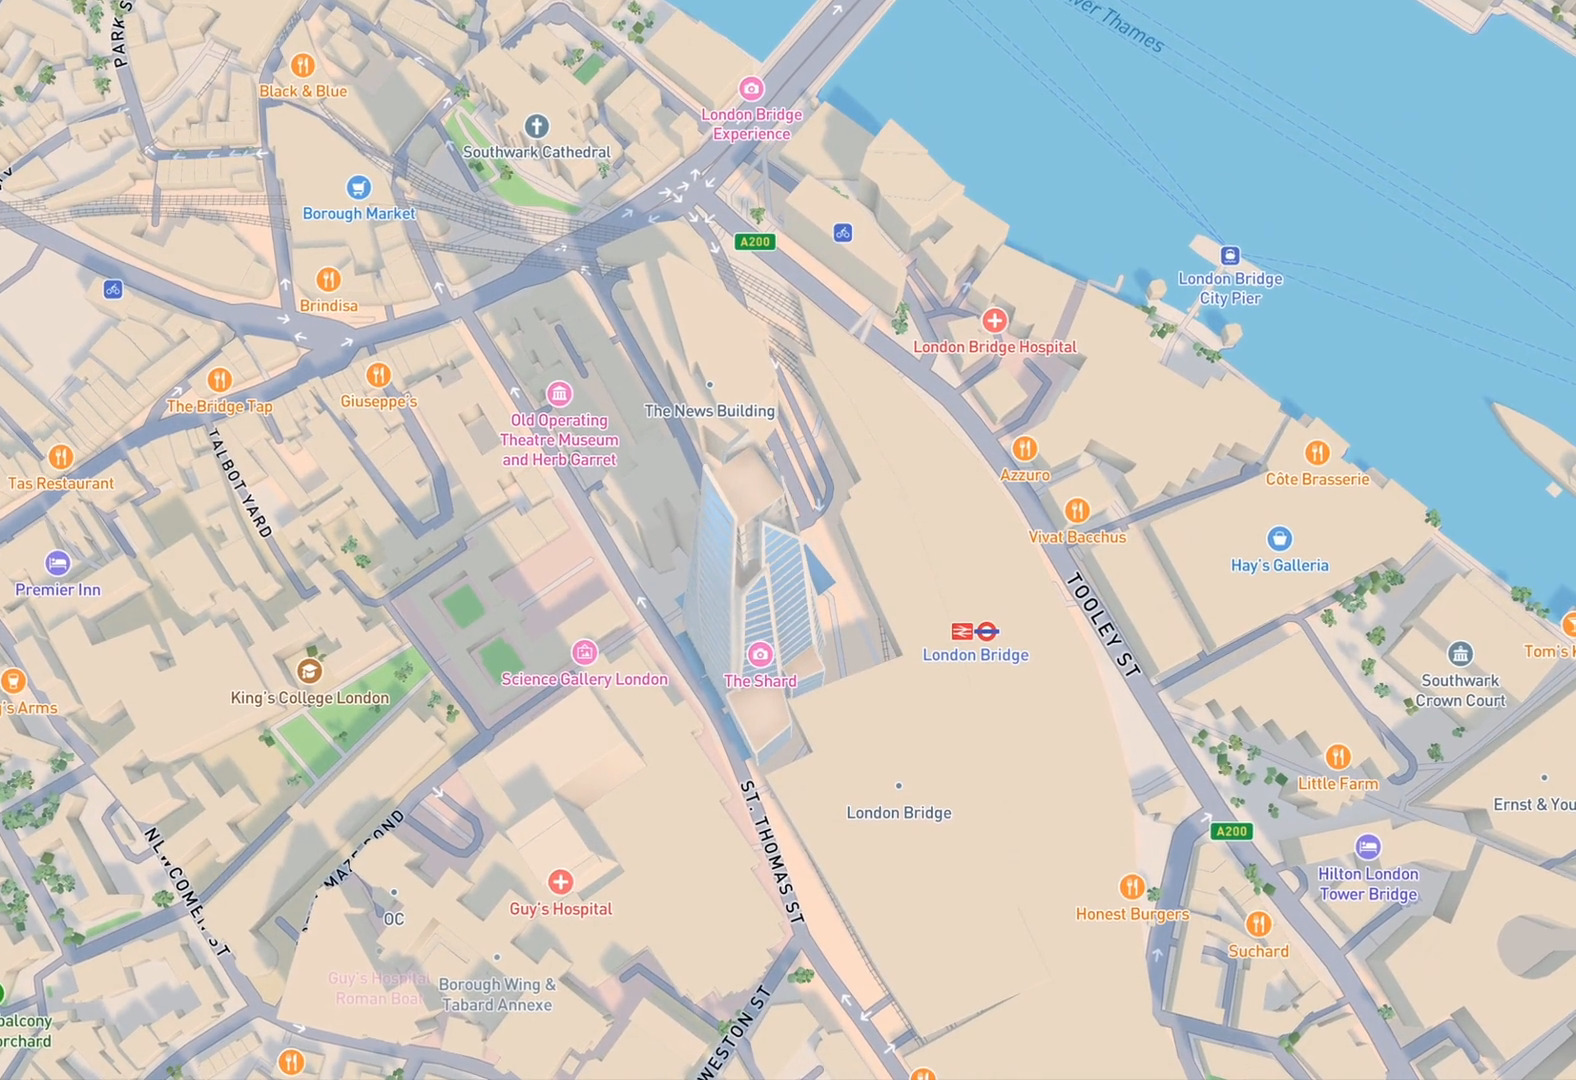 PARK S
River Thames
Black & Blue
London Bridge
Experience
Southwark Cathedral
Borough Market
A200
London Bridge
City Pier
Brindisa
London Bridge Hospital
The Bridge Tap
Giuseppe's
The News Building
Old Operating
Theatre Museum
and Herb Garret
TALBOT YARD
Tas Restaurant
Azzuro
Côte Brasserie
Vivat Bacchus
Hay's Galleria
Premier Inn
TOOLEY ST
London Bridge
Science Gallery London
The Shard
King's College London
Southwark
Crown Court
Tom's K
's Arms
Little Farm
London Bridge
Ernst & You
ST. THOMAS ST
A200
MAZE POND
NEWCOMEN ST
Hilton London
Tower Bridge
Guy's Hospital
OC
Honest Burgers
Suchard
Guy's Hospital
Roman Boat
Borough Wing &
Tabard Annexe
balcony
orchard
WESTON ST